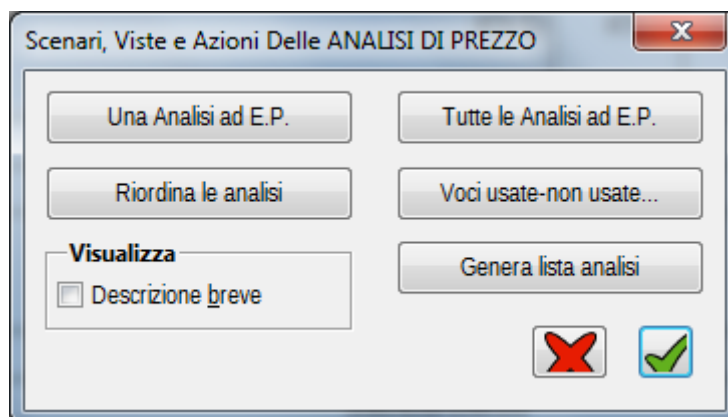 Scenari, Viste e Azioni Delle ANALISI DI PREZZO
Una Analisi ad E.P.
Tutte le Analisi ad E.P.
Riordina le analisi
Voci usate-non usate...
Visualizza
Descrizione breve
Genera lista analisi